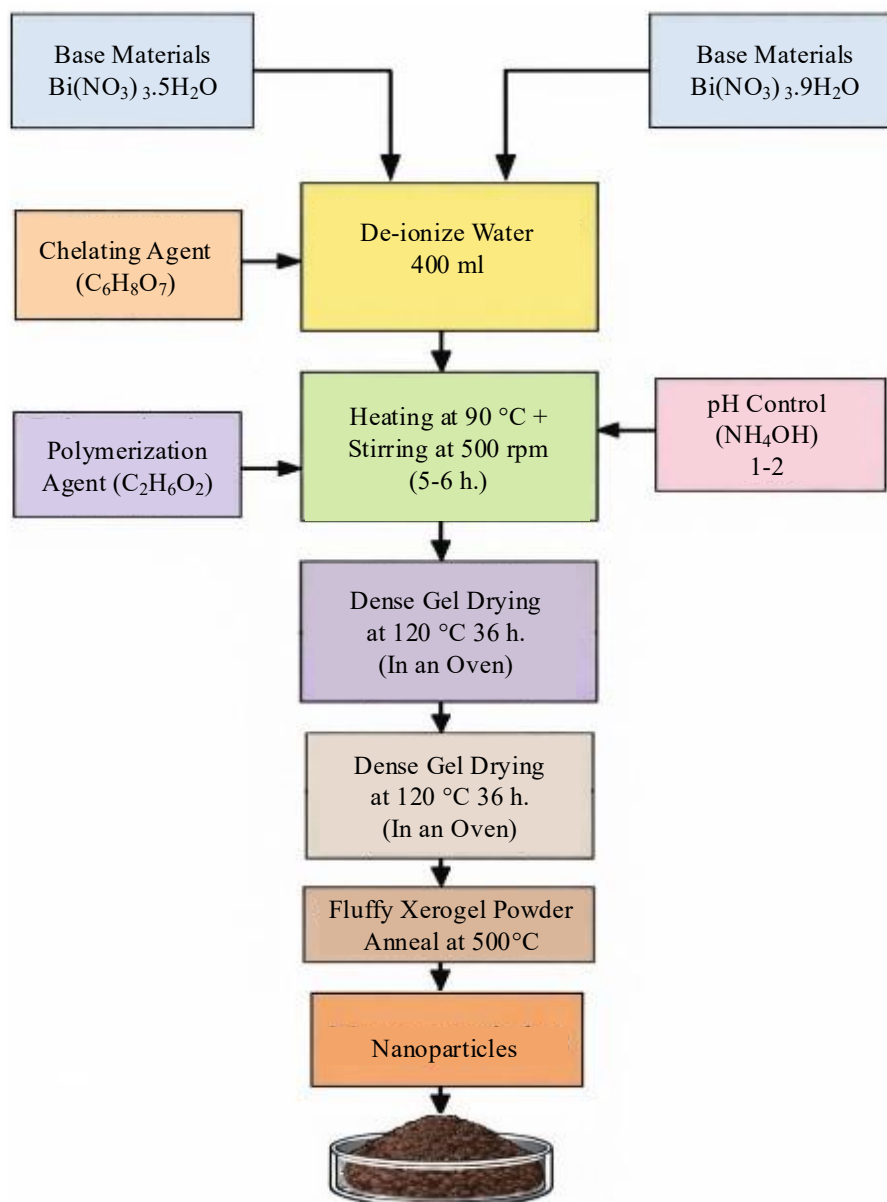 Base Materials
Bi(NO₃) ₃.5H₂O
Base Materials
Bi(NO₃) ₃.9H₂O
De-ionize Water
400 ml
Chelating Agent
(C₆H₈O₇)
Heating at 90 °C +
Stirring at 500 rpm
(5-6 h.)
pH Control
(NH₄OH)
1-2
Polymerization
Agent (C₂H₆O₂)
Dense Gel Drying
at 120 °C 36 h.
(In an Oven)
Dense Gel Drying
at 120 °C 36 h.
(In an Oven)
Fluffy Xerogel Powder
Anneal at 500°C
Nanoparticles